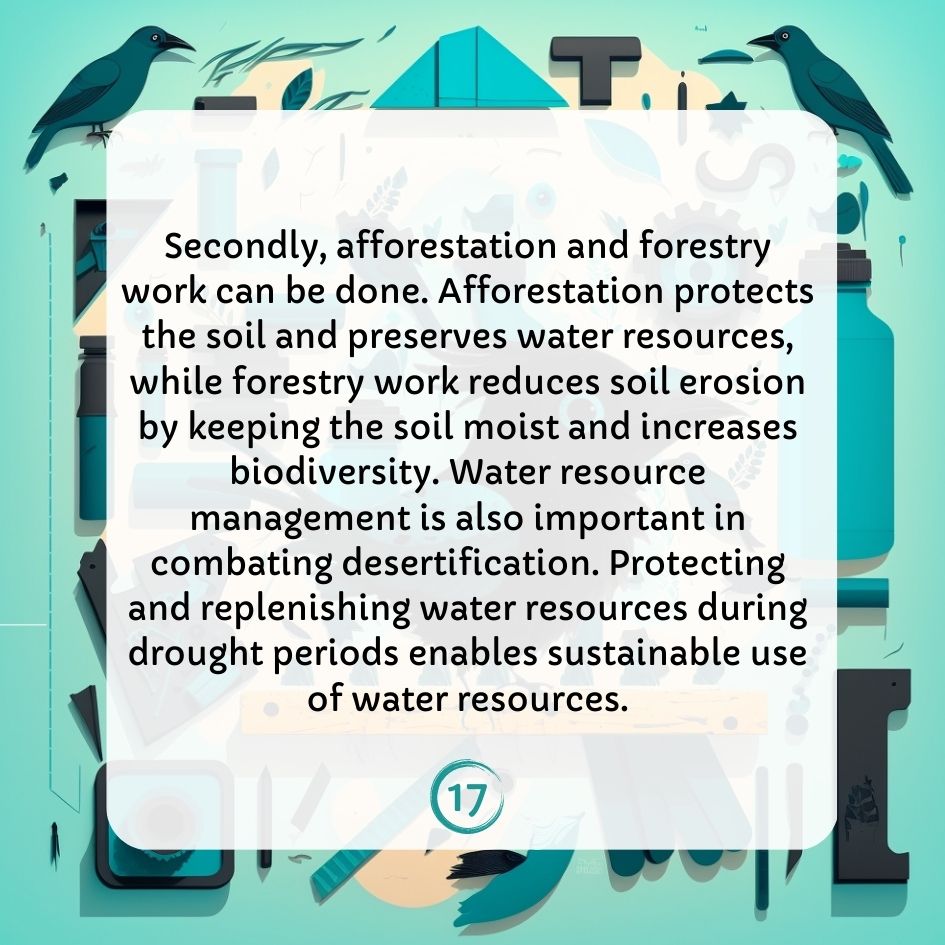 Secondly, afforestation and forestry
work can be done. Afforestation protects
the soil and preserves water resources,
while forestry work reduces soil erosion
by keeping the soil moist and increases
biodiversity. Water resource
management is also important in
combating desertification. Protecting
and replenishing water resources during
drought periods enables sustainable use
of water resources.
17